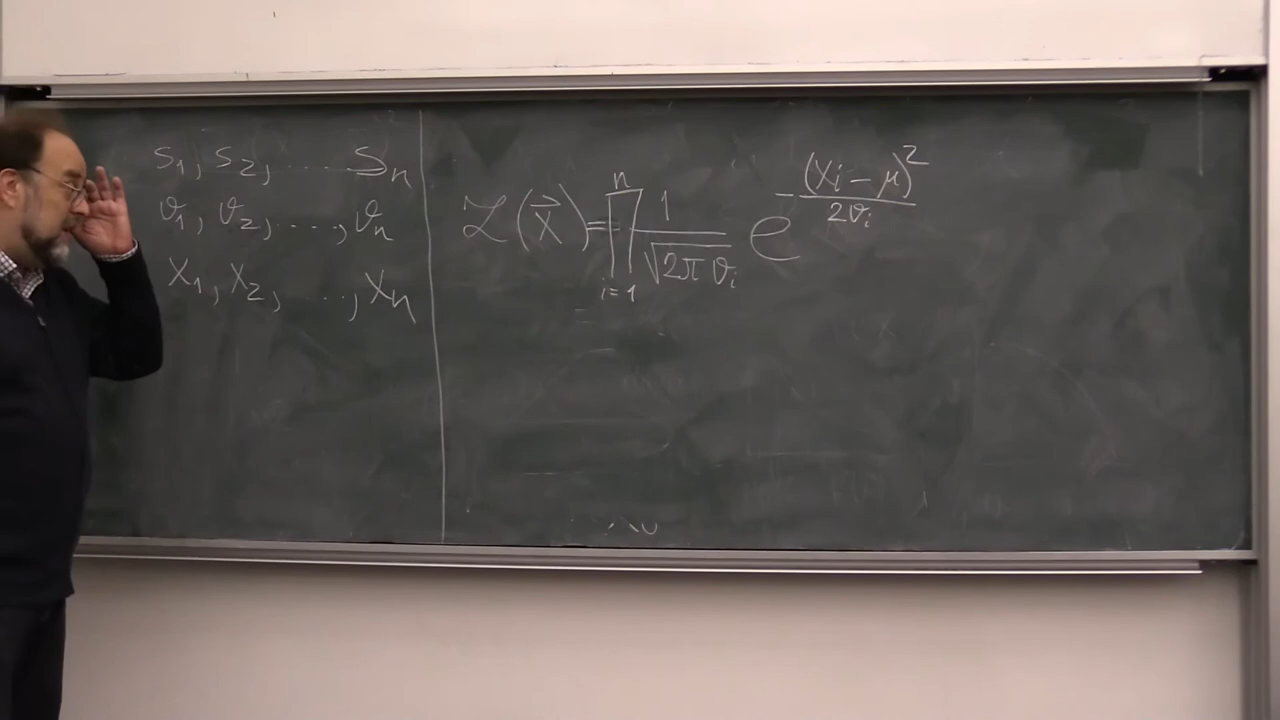 S₁, S₂, ..... Sₙ
ϑ₁, ϑ₂, ...., ϑₙ
X₁, X₂, ...., Xₙ
ℒ(X⃗) = ∏ᵢ₌₁ⁿ 1/√(2π ϑᵢ) e^(−(Xᵢ − μ)²/(2ϑᵢ))